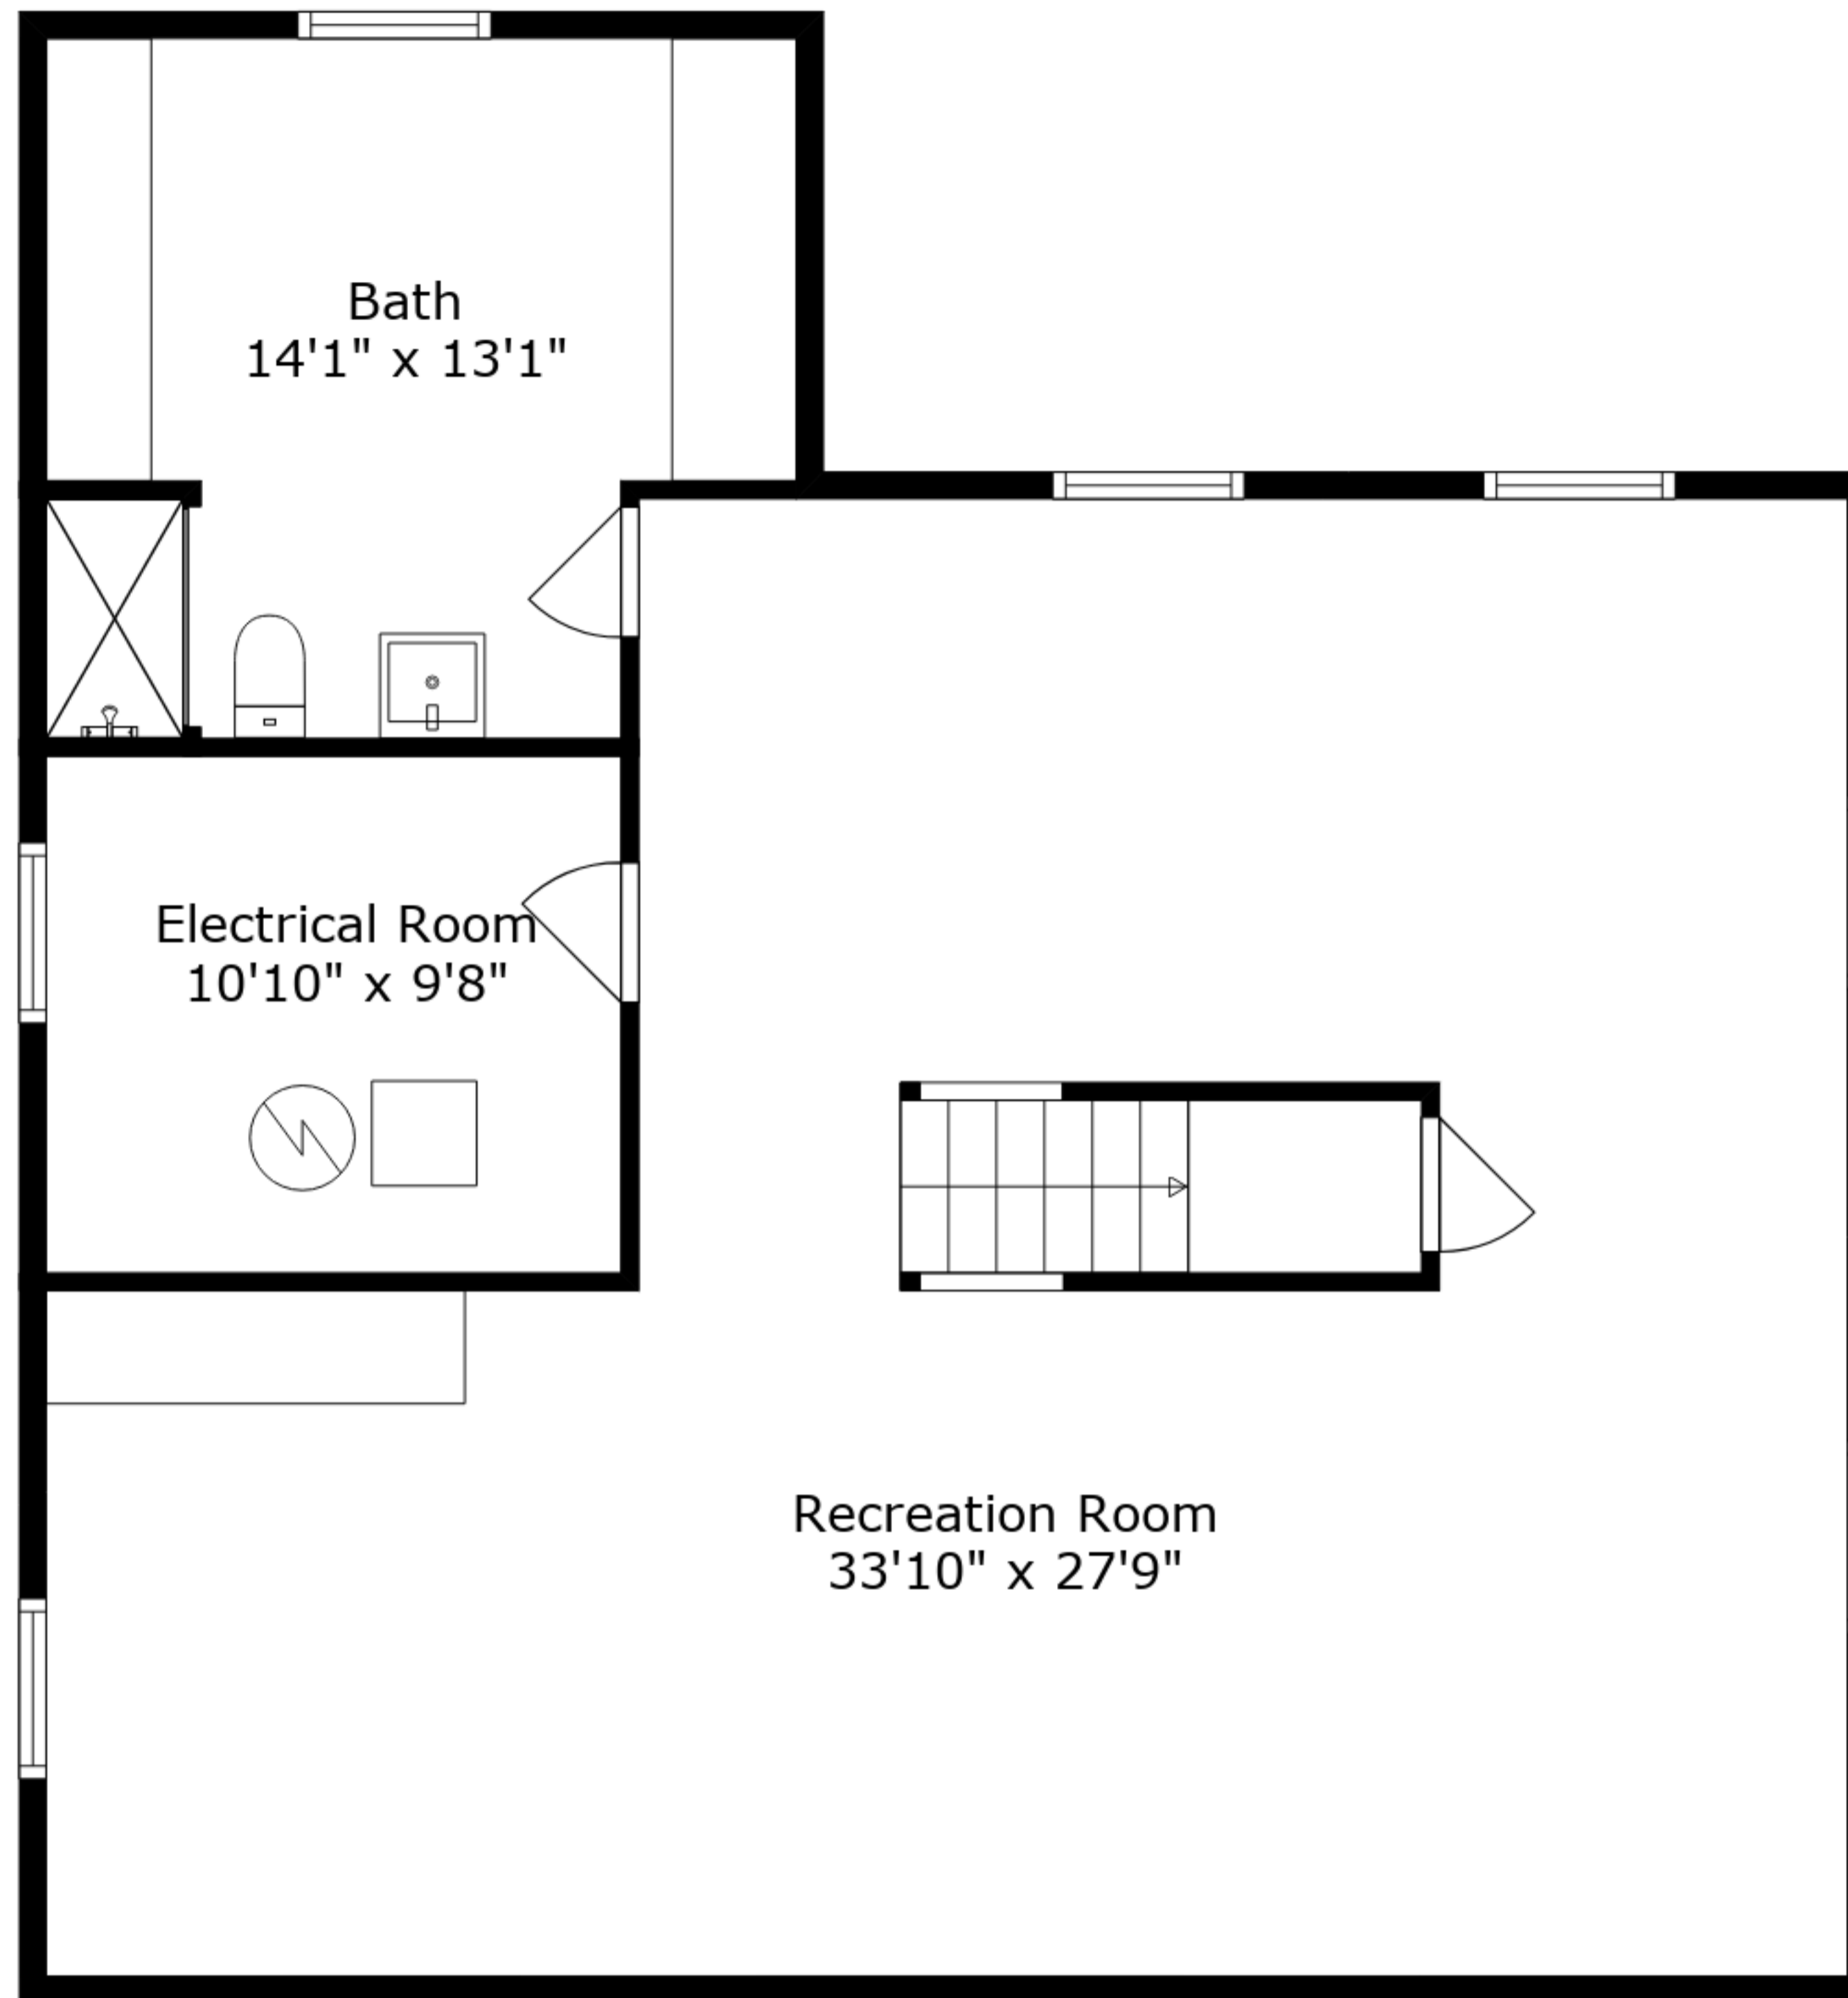 Bath
14'1" x 13'1"
Electrical Room
10'10" x 9'8"
Recreation Room
33'10" x 27'9"